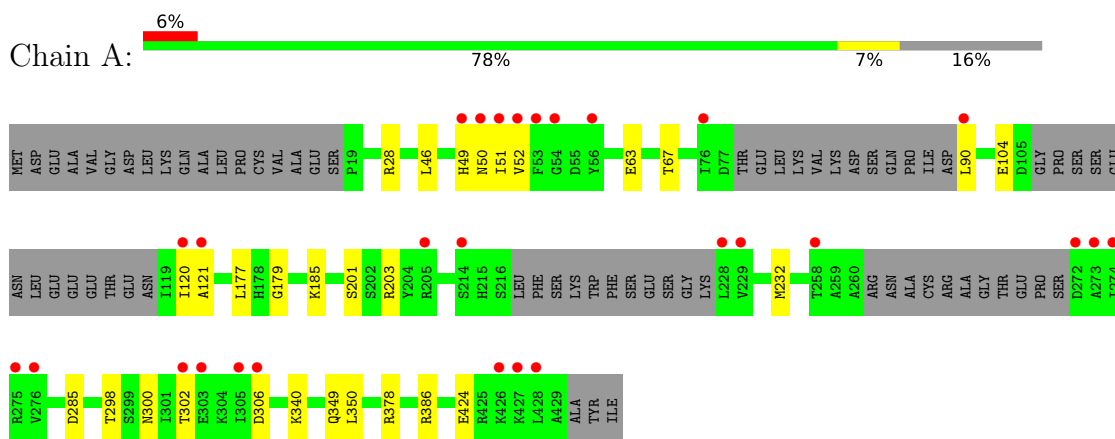 6%
Chain A:
78% 7% 16%
MET ASP GLU ALA VAL GLY ASP LEU LYS GLN ALA LEU PRO CYS VAL ALA GLU SER P19 R28 L46 H49 N50 I51 V52 F53 G54 D55 Y56 E63 T67 I76 D77 THR GLU LEU LYS VAL LYS ASP SER GLN PRO ILE ASP L90 E104 D105 GLY PRO SER SER GLU
ASN LEU GLU GLU GLU THR GLU ASN I119 I120 A121 L177 H178 G179 K185 S201 S202 R203 Y204 R205 S214 H215 S216 LEU PHE SER LYS TRP PHE SER GLU SER GLY LYS L228 V229 M232 T258 A259 A260 ARG ASN ALA CYS ARG ALA GLY THR GLU PRO SER D272 A273 I274
R275 V276 D285 T298 S299 N300 I301 T302 E303 K304 I305 D306 K340 Q349 L350 R378 R386 E424 R425 K426 K427 L428 A429 ALA TYR ILE